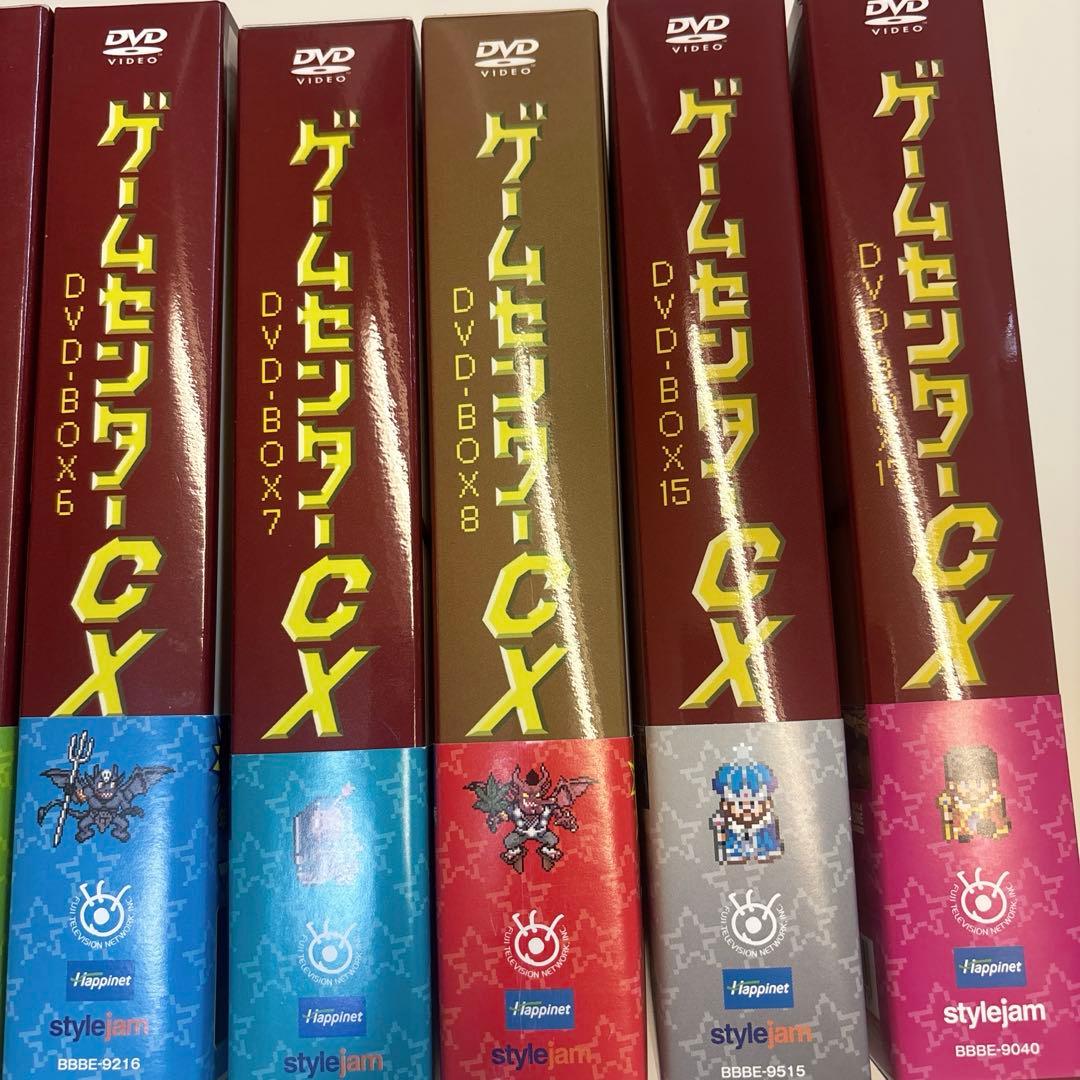 DVD
VIDEO
ゲームセンターCX
DVD-BOX6
FUJI TELEVISION NETWORK, INC.
Happinet
stylejam
BBBE-9216
DVD
VIDEO
ゲームセンターCX
DVD-BOX7
FUJI TELEVISION NETWORK, INC.
Happinet
stylejam
DVD
VIDEO
ゲームセンターCX
DVD-BOX8
FUJI TELEVISION NETWORK, INC.
Happinet
stylejam
DVD
VIDEO
ゲームセンターCX
DVD-BOX15
FUJI TELEVISION NETWORK, INC.
Happinet
stylejam
BBBE-9515
DVD
VIDEO
ゲームセンターCX
DVD-BOX17
FUJI TELEVISION NETWORK, INC.
Happinet
stylejam
BBBE-9040